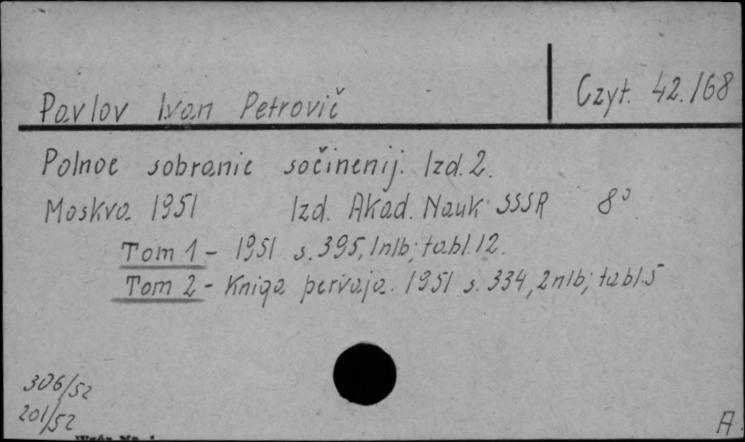 Czyt. 42.168
Pavlov Ivan Petrovič
Polnoe sobranie sočinenij. Izd. 2.
Moskva 1951 Izd. Akad. Nauk SSSR 8°
Tom 1 - 1951 s. 395, 1nlb; tabl. 12.
Tom 2 - Kniga pervaja. 1951 s. 334, 2nlb; tabl. 5
306/52
201/52
A